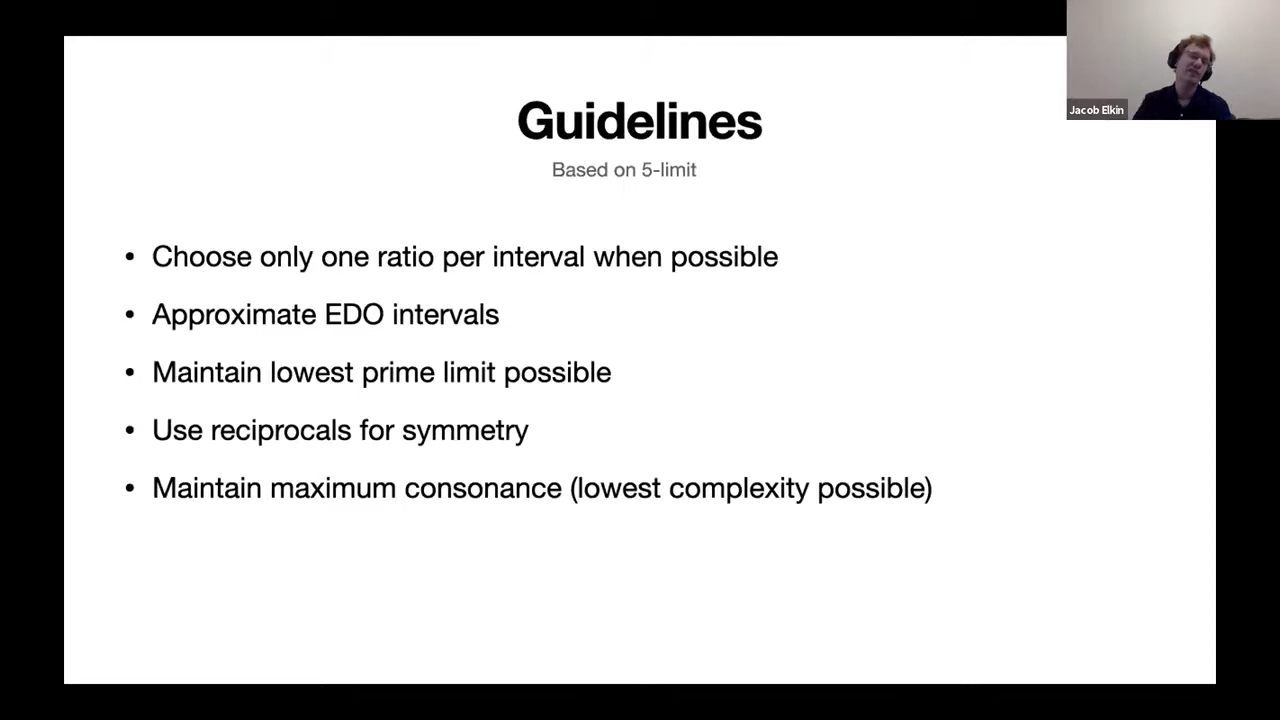 Guidelines
Based on 5-limit
• Choose only one ratio per interval when possible
• Approximate EDO intervals
• Maintain lowest prime limit possible
• Use reciprocals for symmetry
• Maintain maximum consonance (lowest complexity possible)
Jacob Elkin